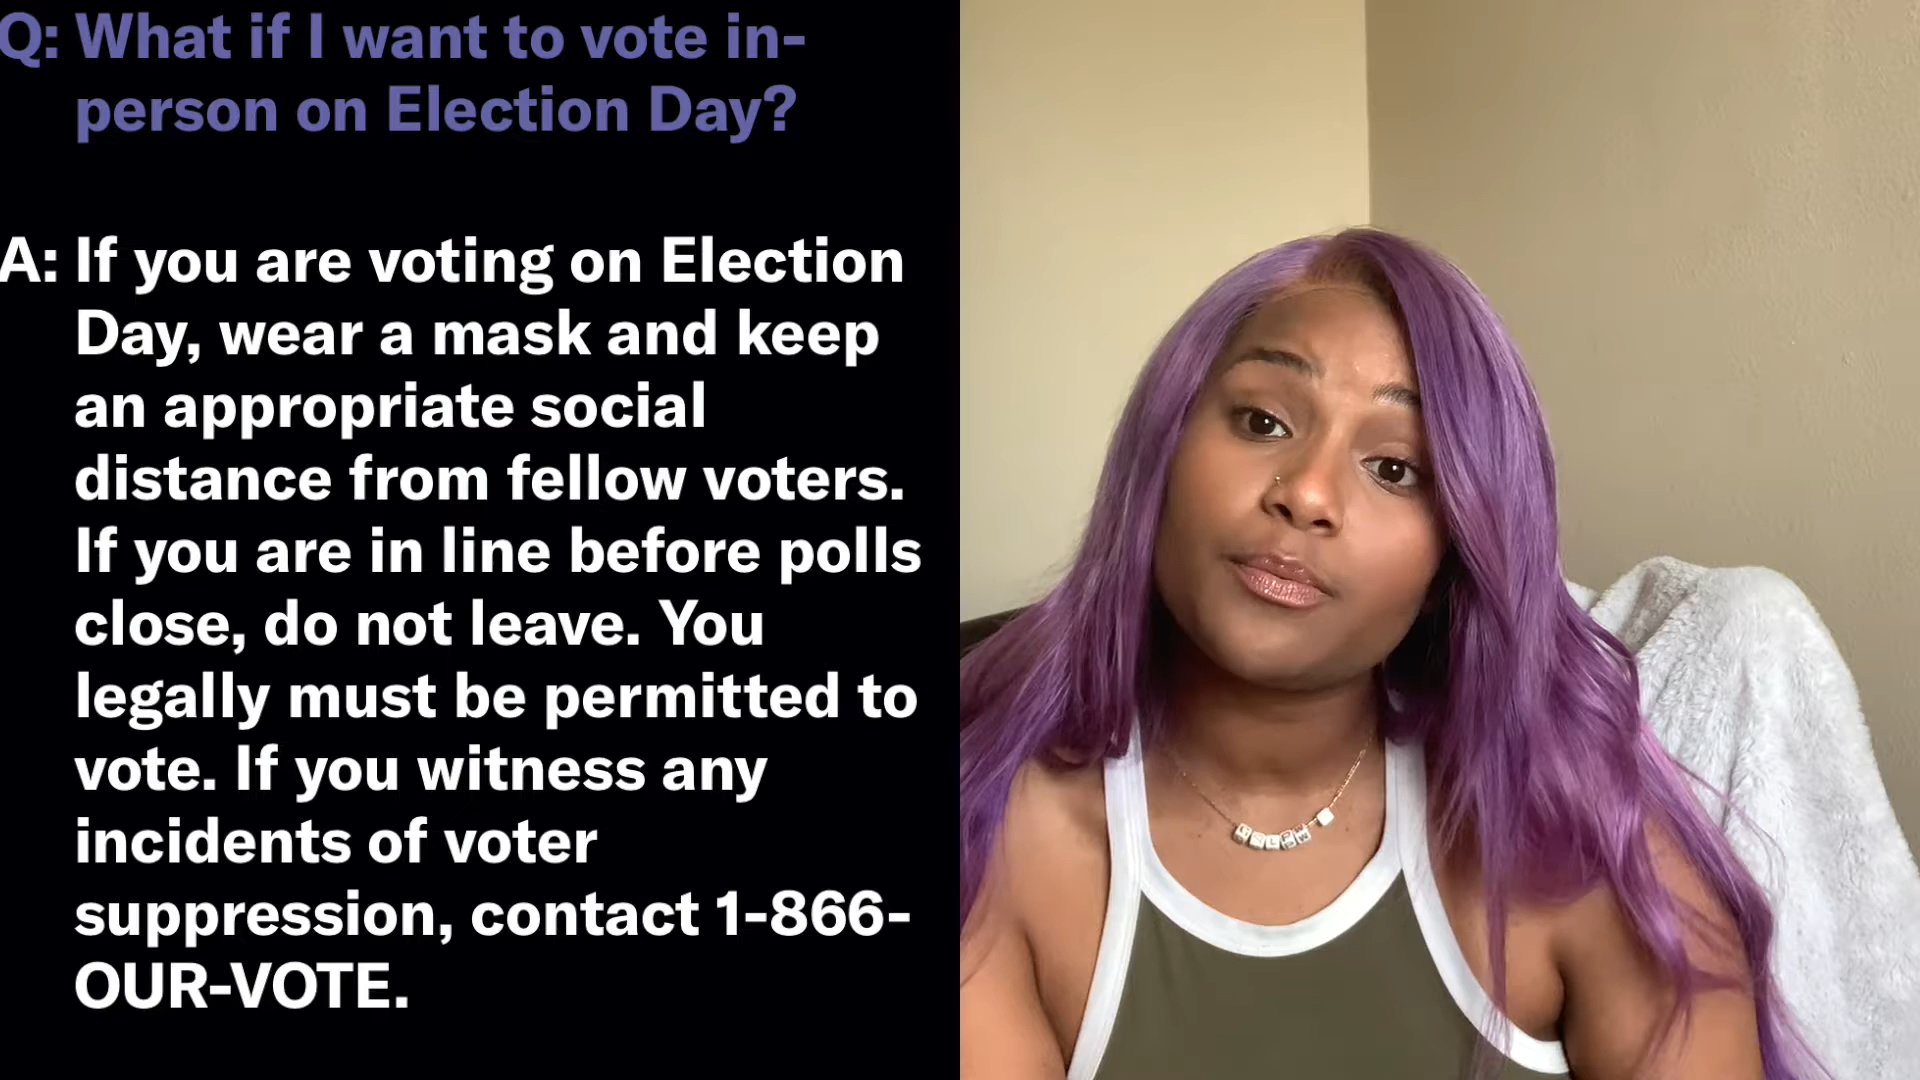 Q: What if I want to vote in-
person on Election Day?
A: If you are voting on Election
Day, wear a mask and keep
an appropriate social
distance from fellow voters.
If you are in line before polls
close, do not leave. You
legally must be permitted to
vote. If you witness any
incidents of voter
suppression, contact 1-866-
OUR-VOTE.